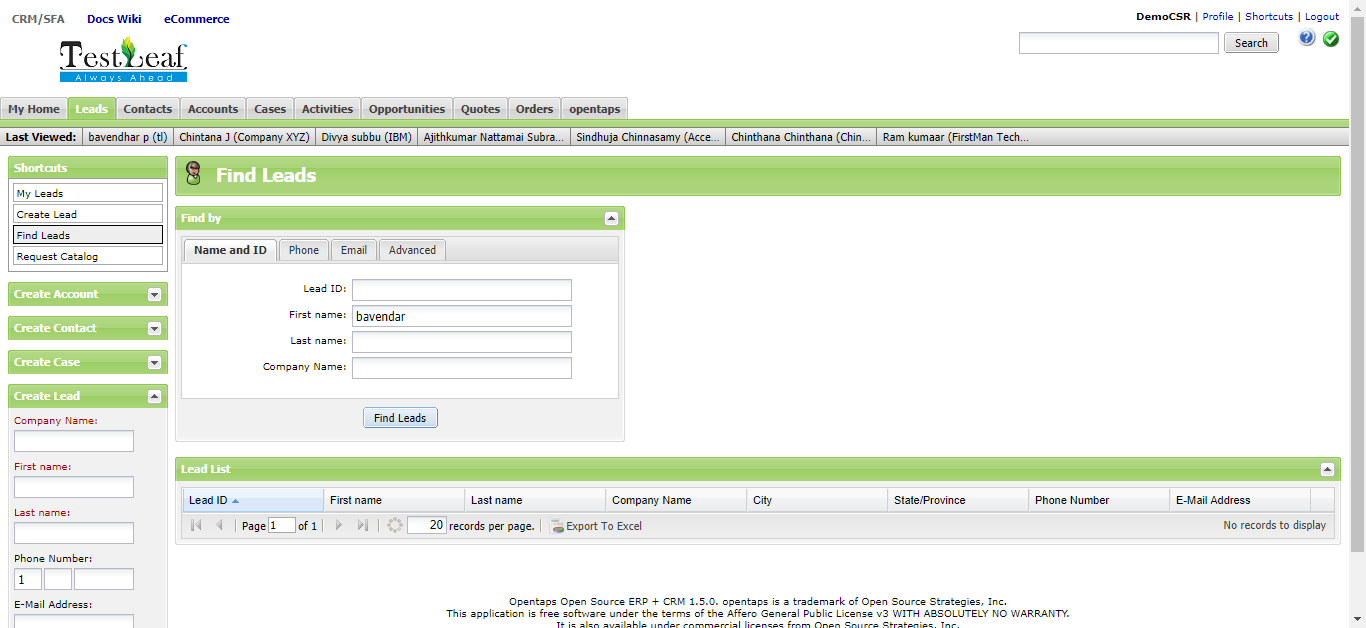 CRM/SFA Docs Wiki eCommerce
DemoCSR | Profile | Shortcuts | Logout
Search
TestLeaf
Always Ahead
My Home Leads Contacts Accounts Cases Activities Opportunities Quotes Orders opentaps
Last Viewed: bavendhar p (tl) Chintana J (Company XYZ) Divya subbu (IBM) Ajithkumar Nattamai Subra... Sindhuja Chinnasamy (Acce... Chinthana Chinthana (Chin... Ram kumaar (FirstMan Tech...
Shortcuts
My Leads
Create Lead
Find Leads
Request Catalog
Create Account
Create Contact
Create Case
Create Lead
Company Name:
First name:
Last name:
Phone Number:
1
E-Mail Address:
Find Leads
Find by
Name and ID Phone Email Advanced
Lead ID:
First name: bavendar
Last name:
Company Name:
Find Leads
Lead List
Lead ID First name Last name Company Name City State/Province Phone Number E-Mail Address
Page 1 of 1 20 records per page. Export To Excel No records to display
Opentaps Open Source ERP + CRM 1.5.0. opentaps is a trademark of Open Source Strategies, Inc.
This application is free software under the terms of the Affero General Public License v3 WITH ABSOLUTELY NO WARRANTY.
It is also available under commercial licenses from Open Source Strategies, Inc.